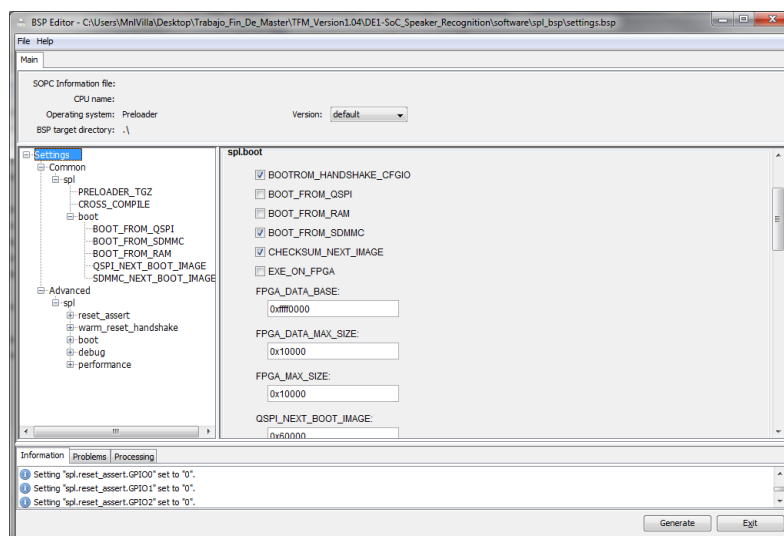 BSP Editor - C:\Users\MnlVilla\Desktop\Trabajo_Fin_De_Master\TFM_Version1.04\DE1-SoC_Speaker_Recognition\software\spl_bsp\settings.bsp
File Help
Main
SOPC Information file:
CPU name:
Operating system: Preloader Version: default
BSP target directory: .\
Settings
Common
spl
PRELOADER_TGZ
CROSS_COMPILE
boot
BOOT_FROM_QSPI
BOOT_FROM_SDMMC
BOOT_FROM_RAM
QSPI_NEXT_BOOT_IMAGE
SDMMC_NEXT_BOOT_IMAGE
Advanced
spl
reset_assert
warm_reset_handshake
boot
debug
performance
spl.boot
BOOTROM_HANDSHAKE_CFGIO
BOOT_FROM_QSPI
BOOT_FROM_RAM
BOOT_FROM_SDMMC
CHECKSUM_NEXT_IMAGE
EXE_ON_FPGA
FPGA_DATA_BASE:
0xffff0000
FPGA_DATA_MAX_SIZE:
0x10000
FPGA_MAX_SIZE:
0x10000
QSPI_NEXT_BOOT_IMAGE:
0x60000
Information Problems Processing
Setting "spl.reset_assert.GPIO0" set to "0".
Setting "spl.reset_assert.GPIO1" set to "0".
Setting "spl.reset_assert.GPIO2" set to "0".
Generate Exit